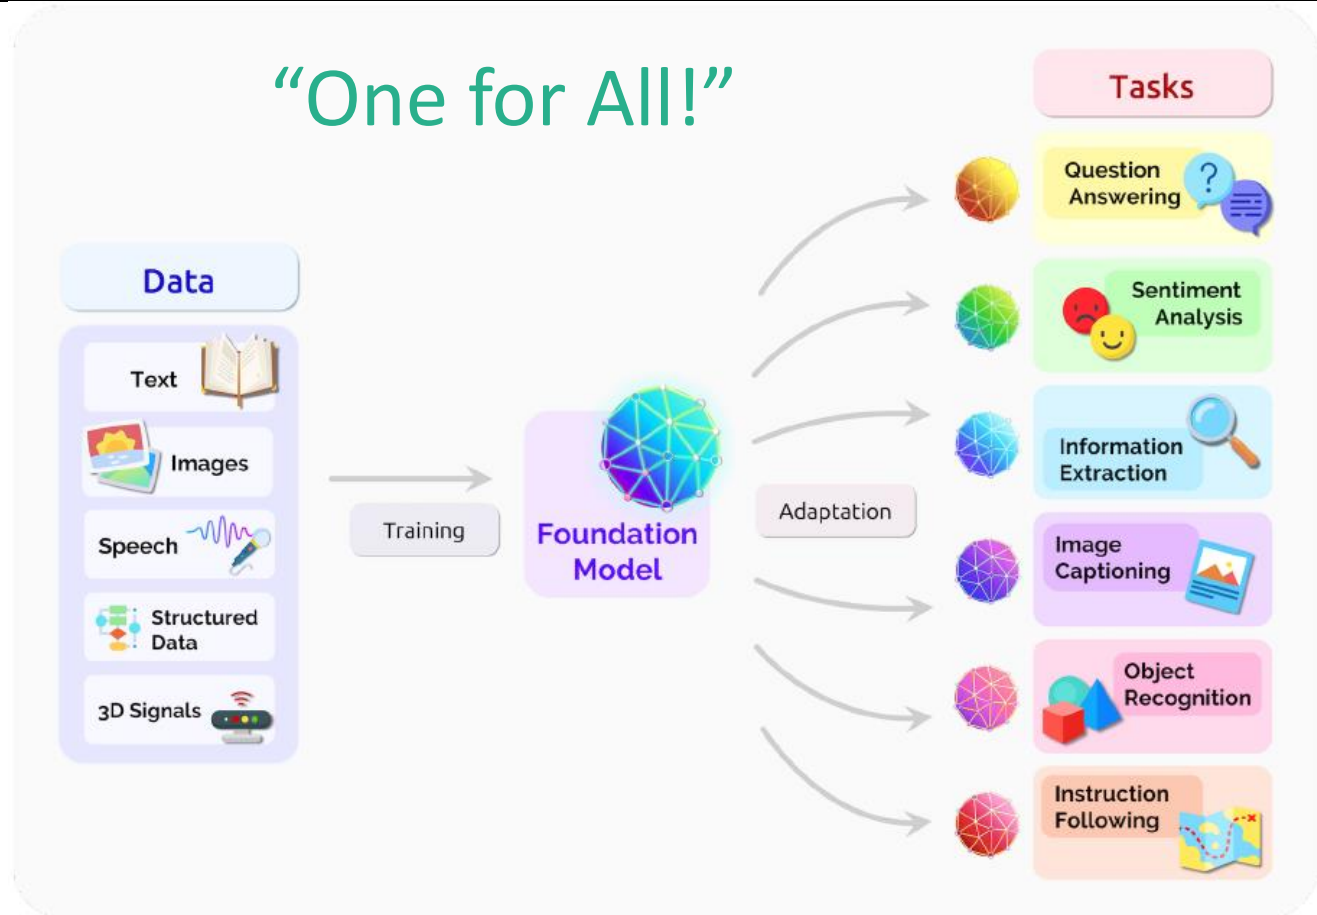 “One for All!”
Data
Text
Images
Speech
Structured
Data
3D Signals
Training
Foundation
Model
Adaptation
Tasks
Question
Answering
?
Sentiment
Analysis
Information
Extraction
Image
Captioning
Object
Recognition
Instruction
Following